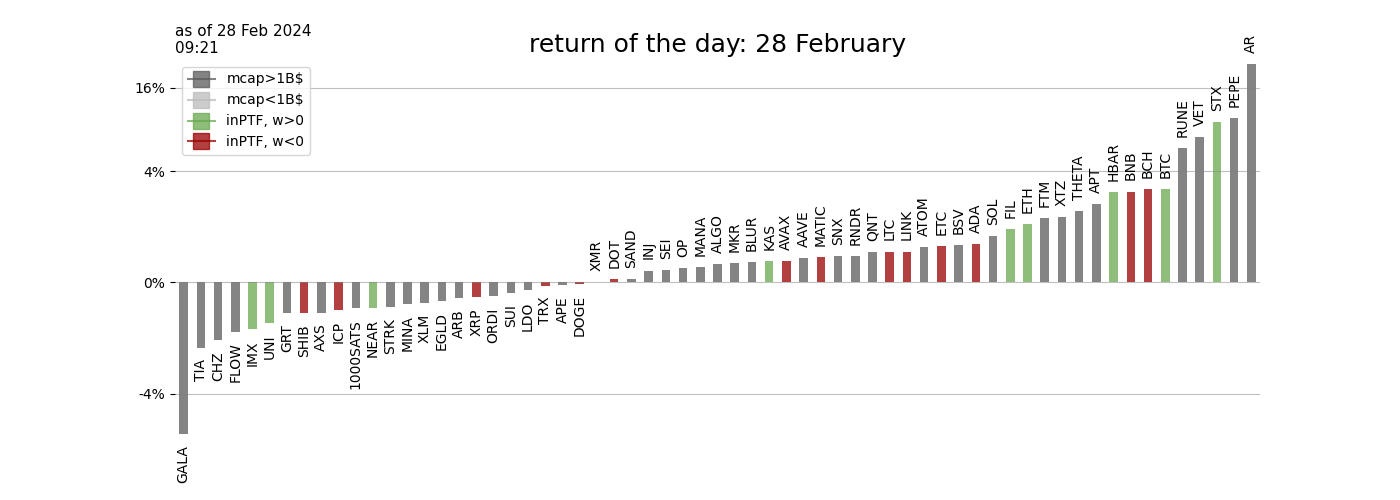 as of 28 Feb 2024
09:21
return of the day: 28 February
mcap>1B$
mcap<1B$
inPTF, w>0
inPTF, w<0
16%
4%
0%
-4%
GALA
TIA
CHZ
FLOW
IMX
UNI
GRT
SHIB
AXS
ICP
1000SATS
NEAR
STRK
MINA
XLM
EGLD
ARB
XRP
ORDI
SUI
LDO
TRX
APE
DOGE
XMR
DOT
SAND
INJ
SEI
OP
MANA
ALGO
MKR
BLUR
KAS
AVAX
AAVE
MATIC
SNX
RNDR
QNT
LTC
LINK
ATOM
ETC
BSV
ADA
SOL
FIL
ETH
FTM
XTZ
THETA
APT
HBAR
BNB
BCH
BTC
RUNE
VET
STX
PEPE
AR